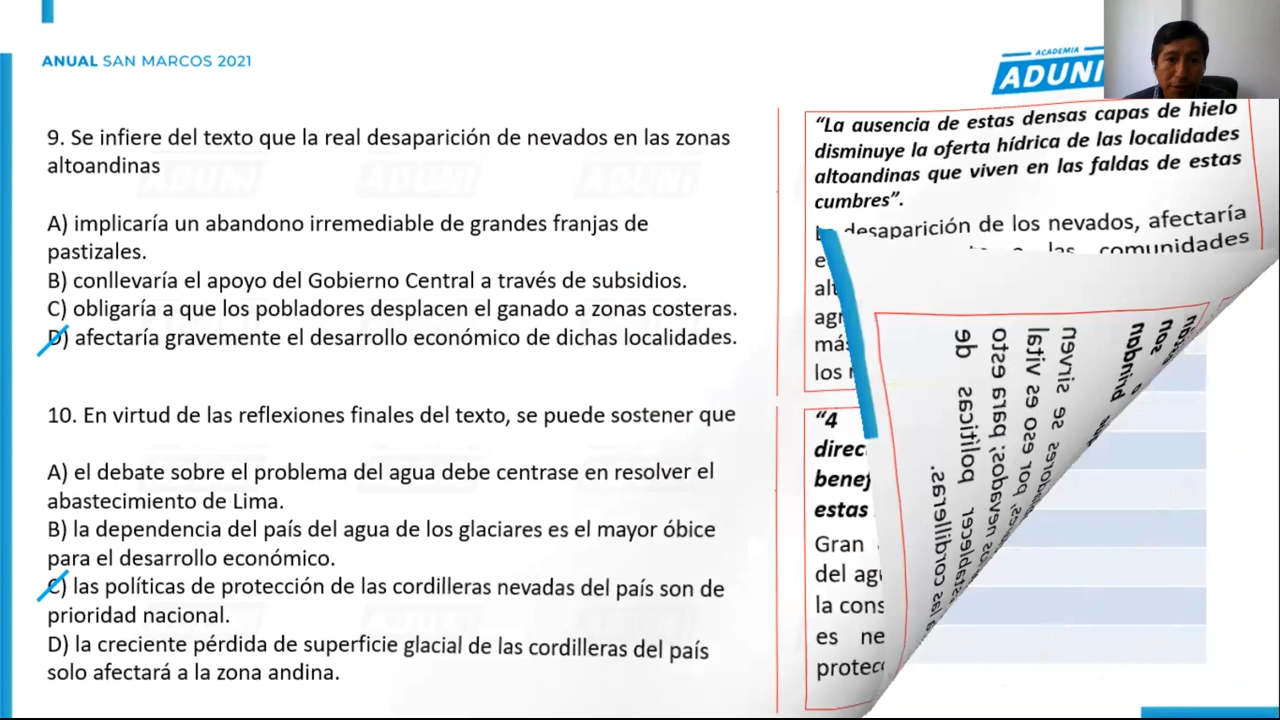 ANUAL SAN MARCOS 2021
ACADEMIA
ADUNI
9. Se infiere del texto que la real desaparición de nevados en las zonas
altoandinas
A) implicaría un abandono irremediable de grandes franjas de
pastizales.
B) conllevaría el apoyo del Gobierno Central a través de subsidios.
C) obligaría a que los pobladores desplacen el ganado a zonas costeras.
D) afectaría gravemente el desarrollo económico de dichas localidades.
10. En virtud de las reflexiones finales del texto, se puede sostener que
A) el debate sobre el problema del agua debe centrase en resolver el
abastecimiento de Lima.
B) la dependencia del país del agua de los glaciares es el mayor óbice
para el desarrollo económico.
C) las políticas de protección de las cordilleras nevadas del país son de
prioridad nacional.
D) la creciente pérdida de superficie glacial de las cordilleras del país
solo afectará a la zona andina.
“La ausencia de estas densas capas de hielo
disminuye la oferta hídrica de las localidades
altoandinas que viven en las faldas de estas
cumbres”.
desaparición de los nevados, afectaría
las comunidades
los
“4
estas
Gran
la
es